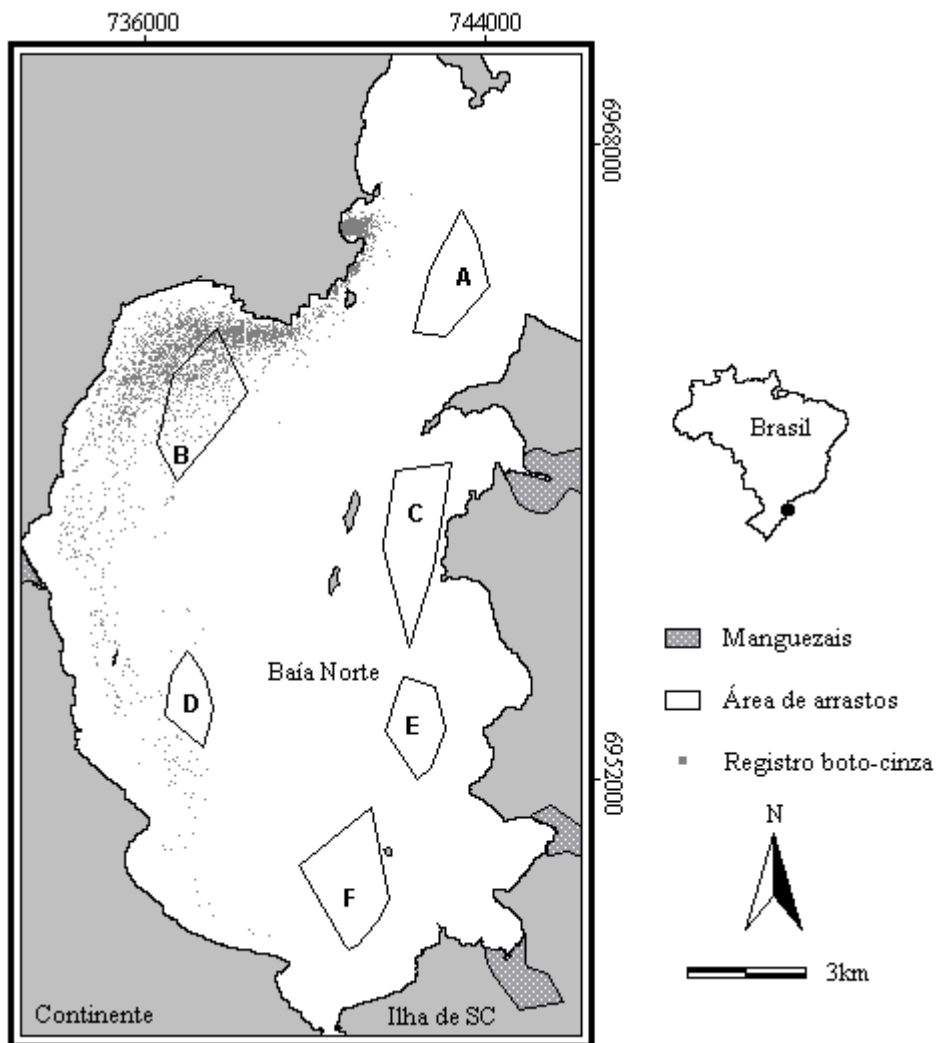 736000
744000
6968000
A
B
C
D
Baía Norte
E
6952000
F
Continente
Ilha de SC
Brasil
Manguezais
Área de arrastos
Registro boto-cinza
N
3km